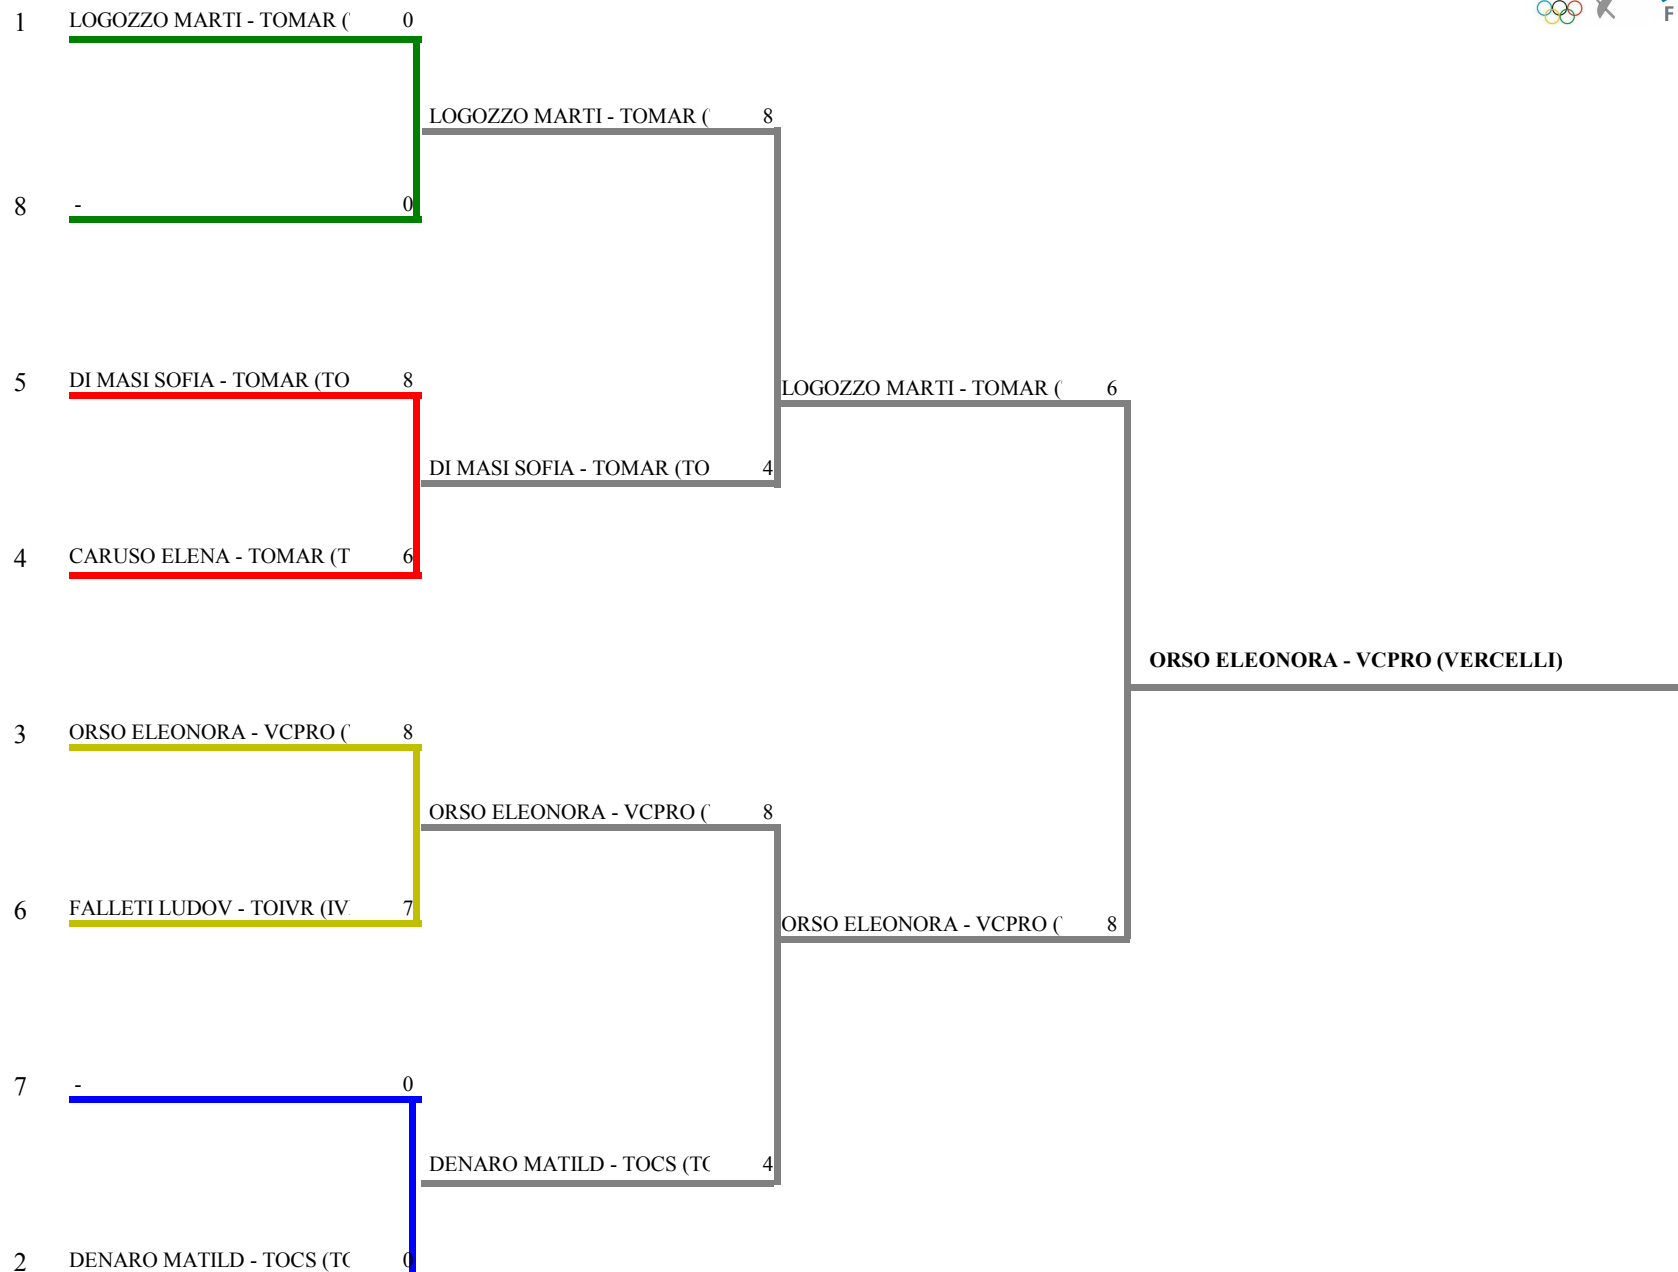 1 LOGOZZO MARTI - TOMAR ( 0
F
LOGOZZO MARTI - TOMAR ( 8
8 - 0
5 DI MASI SOFIA - TOMAR (TO 8
LOGOZZO MARTI - TOMAR ( 6
DI MASI SOFIA - TOMAR (TO 4
4 CARUSO ELENA - TOMAR (T 6
ORSO ELEONORA - VCPRO (VERCELLI)
3 ORSO ELEONORA - VCPRO ( 8
ORSO ELEONORA - VCPRO ( 8
6 FALLETI LUDOV - TOIVR (IV 7
ORSO ELEONORA - VCPRO ( 8
7 - 0
DENARO MATILD - TOCS (TO 4
2 DENARO MATILD - TOCS (TO 0